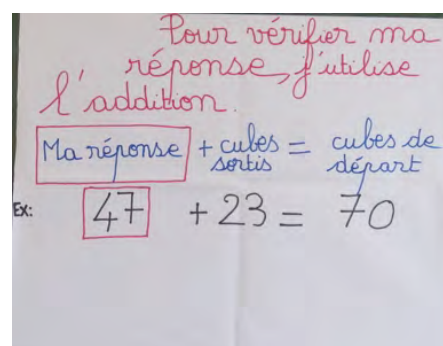 Pour vérifier ma
réponse, j'utilise
l'addition.
Ma réponse + cubes sortis = cubes de départ
Ex: 47 + 23 = 70